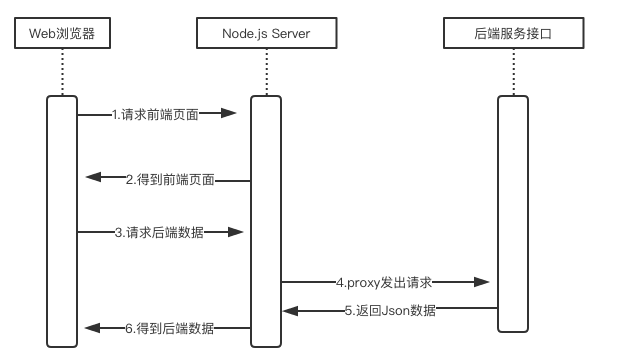 Web浏览器
Node.js Server
后端服务接口
1.请求前端页面
2.得到前端页面
3.请求后端数据
4.proxy发出请求
5.返回Json数据
6.得到后端数据